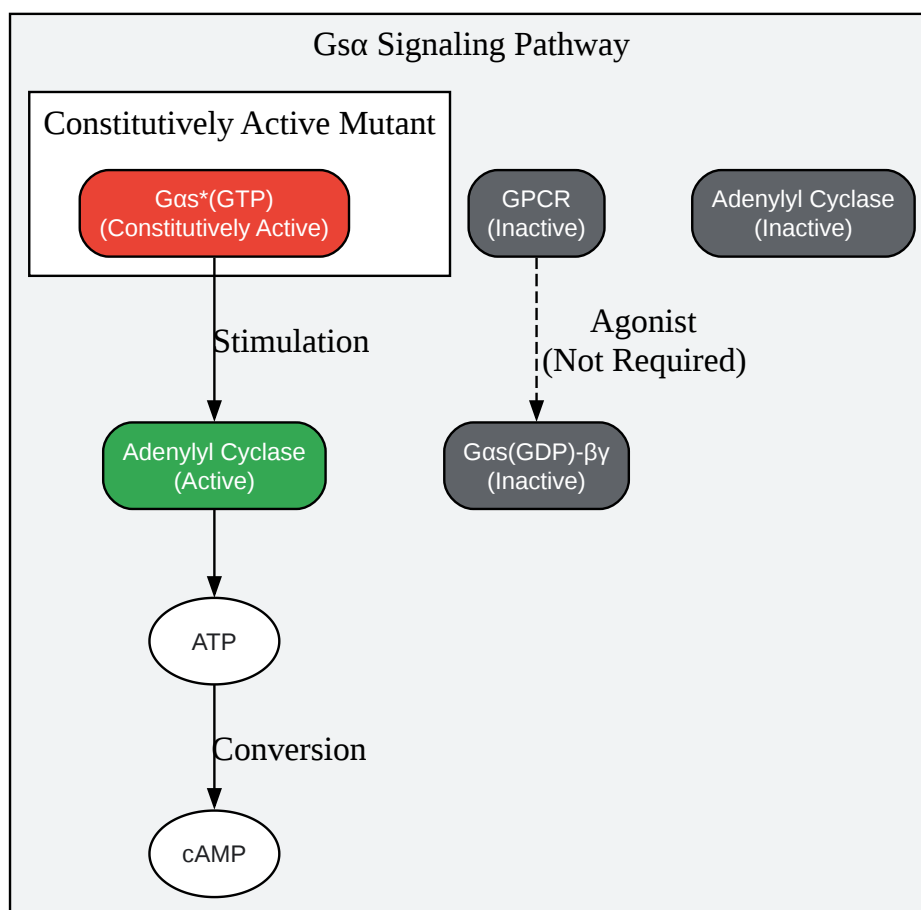 Gsα Signaling Pathway
Constitutively Active Mutant
Gαs*(GTP)
(Constitutively Active)
GPCR
(Inactive)
Adenylyl Cyclase
(Inactive)
Stimulation
Agonist
(Not Required)
Adenylyl Cyclase
(Active)
Gαs(GDP)-βγ
(Inactive)
ATP
Conversion
cAMP